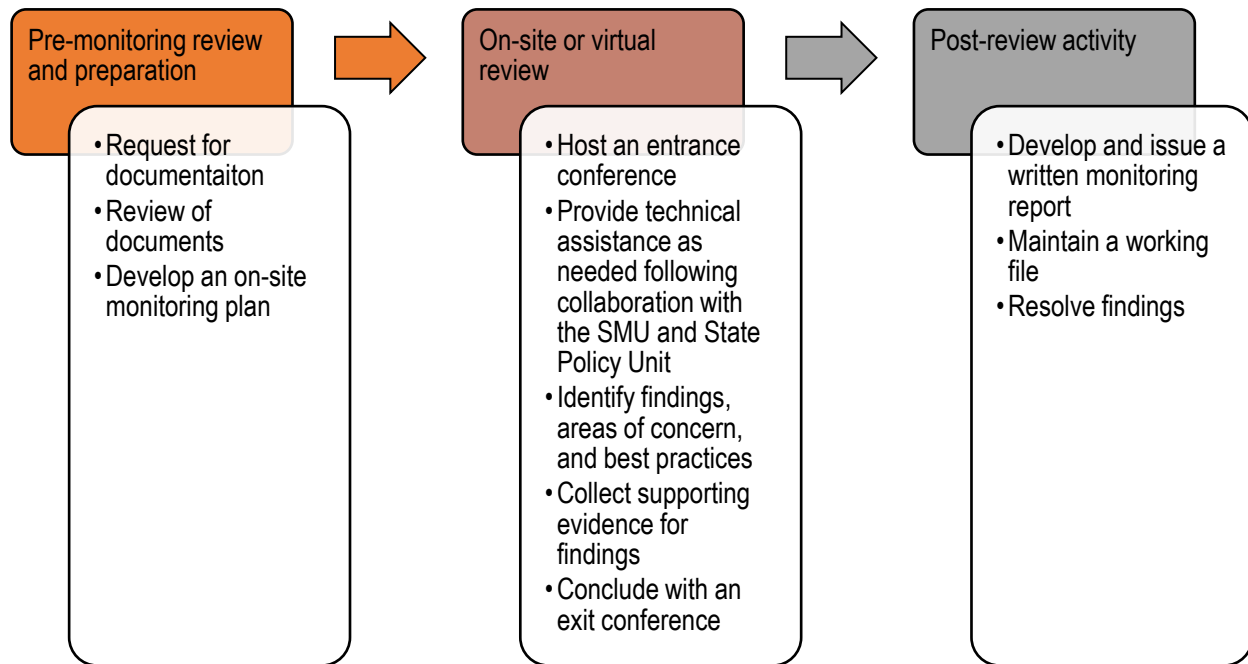 Pre-monitoring review
and preparation
•Request for
documentaiton
•Review of
documents
•Develop an on-site
monitoring plan
On-site or virtual
review
•Host an entrance
conference
•Provide technical
assistance as
needed following
collaboration with
the SMU and State
Policy Unit
•Identify findings,
areas of concern,
and best practices
•Collect supporting
evidence for
findings
•Conclude with an
exit conference
Post-review activity
•Develop and issue a
written monitoring
report
•Maintain a working
file
•Resolve findings